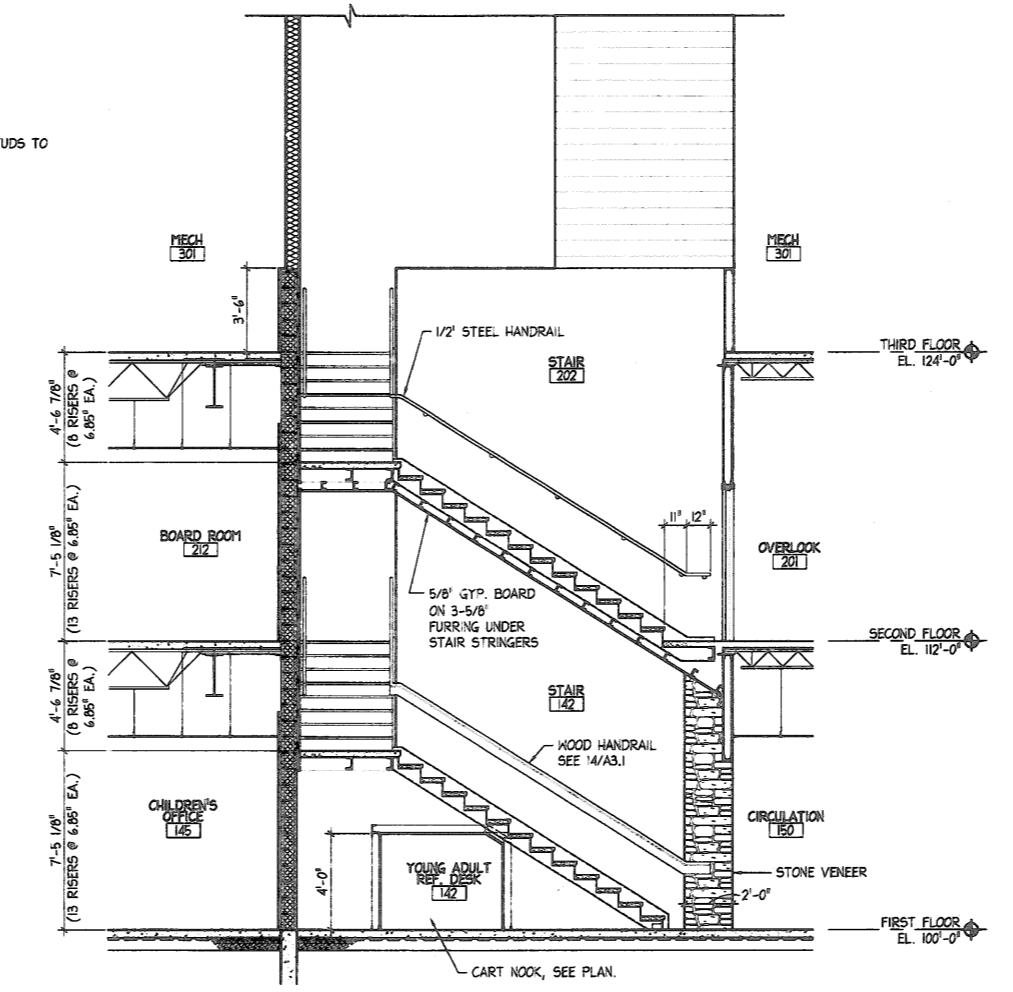 TUDS TO
MECH
301
MECH
301
3'-6"
1/2" STEEL HANDRAIL
STAIR
202
THIRD FLOOR
EL. 124'-0"
4'-6 7/8"
(8 RISERS @
6.85" EA.)
11"
12"
BOARD ROOM
212
OVERLOOK
201
7'-5 1/8"
(13 RISERS @ 6.85" EA.)
5/8" GYP. BOARD
ON 3-5/8"
FURRING UNDER
STAIR STRINGERS
SECOND FLOOR
EL. 112'-0"
4'-6 7/8"
(8 RISERS @
6.85" EA.)
STAIR
142
WOOD HANDRAIL
SEE 14/A3.1
CHILDREN'S
OFFICE
145
CIRCULATION
150
7'-5 1/8"
(13 RISERS @ 6.85" EA.)
4'-0"
YOUNG ADULT
REF. DESK
142
STONE VENEER
2'-0"
FIRST FLOOR
EL. 100'-0"
CART NOOK, SEE PLAN.